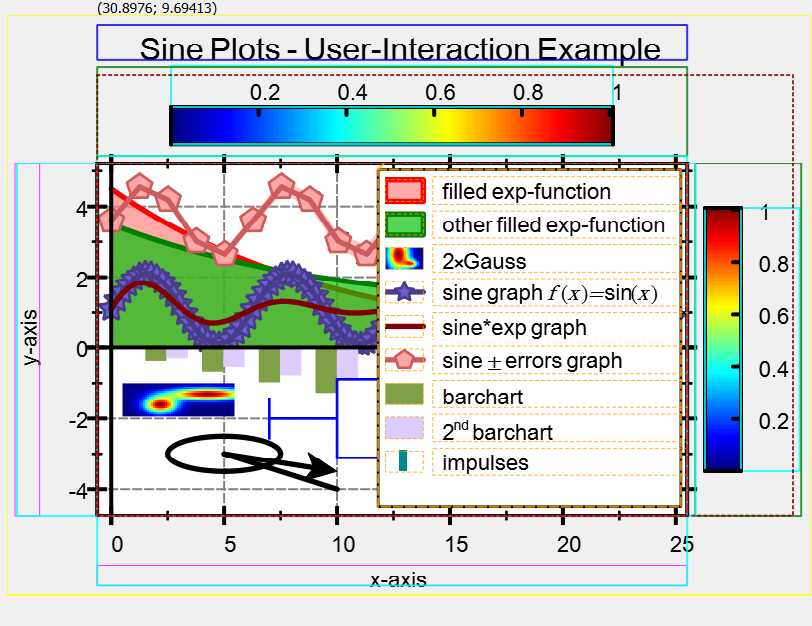 (30.8976; 9.69413)
Sine Plots - User-Interaction Example
0.2 0.4 0.6 0.8 1
4
2
0
-2
-4
y-axis
filled exp-function
other filled exp-function
2×Gauss
sine graph f (x)=sin(x)
sine*exp graph
sine ± errors graph
barchart
2nd barchart
impulses
1
0.8
0.6
0.4
0.2
0 5 10 15 20 25
x-axis